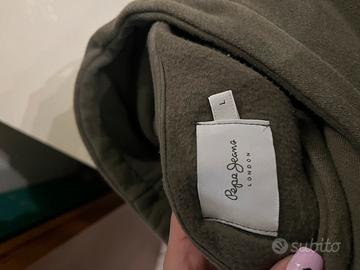 L
Pepe Jeans
LONDON
subito